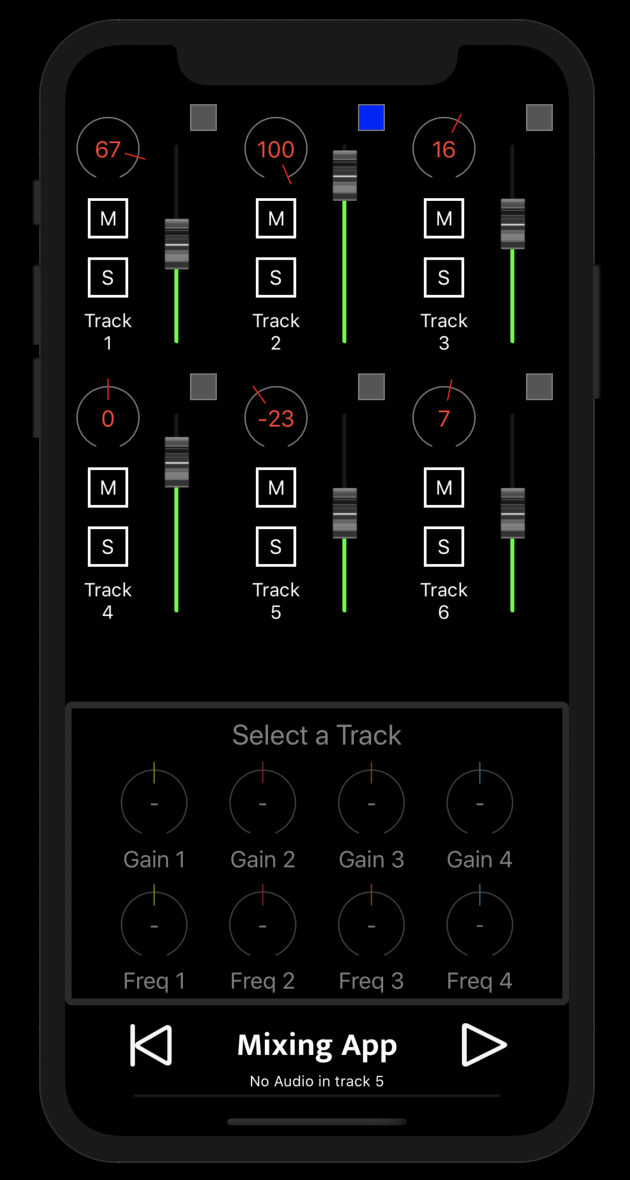 67
100
16
M
M
M
S
S
S
Track
1
Track
2
Track
3
0
-23
7
M
M
M
S
S
S
Track
4
Track
5
Track
6
Select a Track
-
-
-
-
Gain 1
Gain 2
Gain 3
Gain 4
-
-
-
-
Freq 1
Freq 2
Freq 3
Freq 4
Mixing App
No Audio in track 5